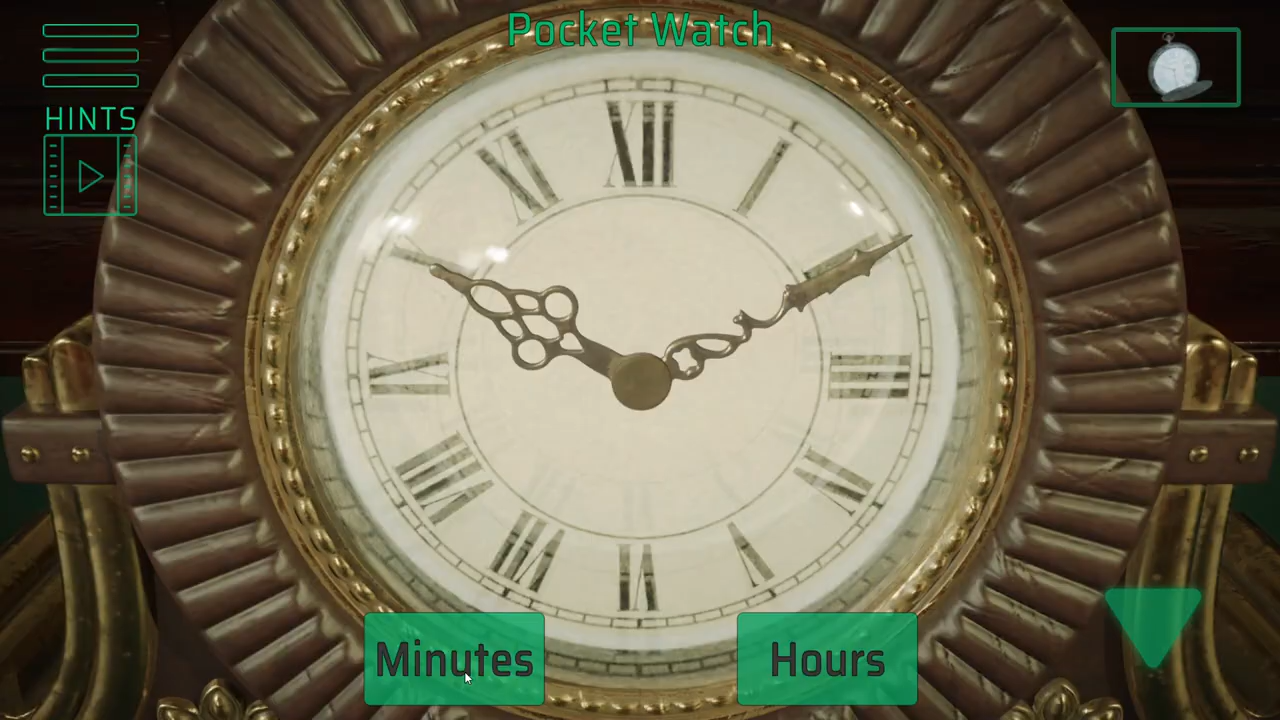 Pocket Watch
HINTS
XII
I
II
III
IIII
V
VI
VII
VIII
IX
X
XI
Minutes
Hours